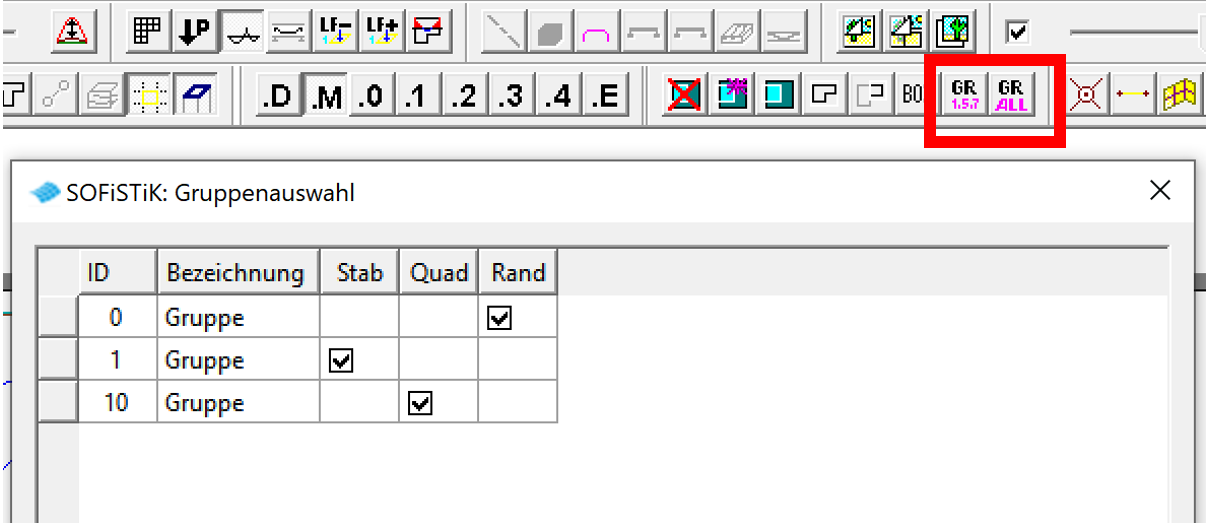 P LF LF
.D .M .0 .1 .2 .3 .4 .E BO GR 1.5.7 GR ALL
SOFiSTiK: Gruppenauswahl
ID Bezeichnung Stab Quad Rand
0 Gruppe
1 Gruppe
10 Gruppe